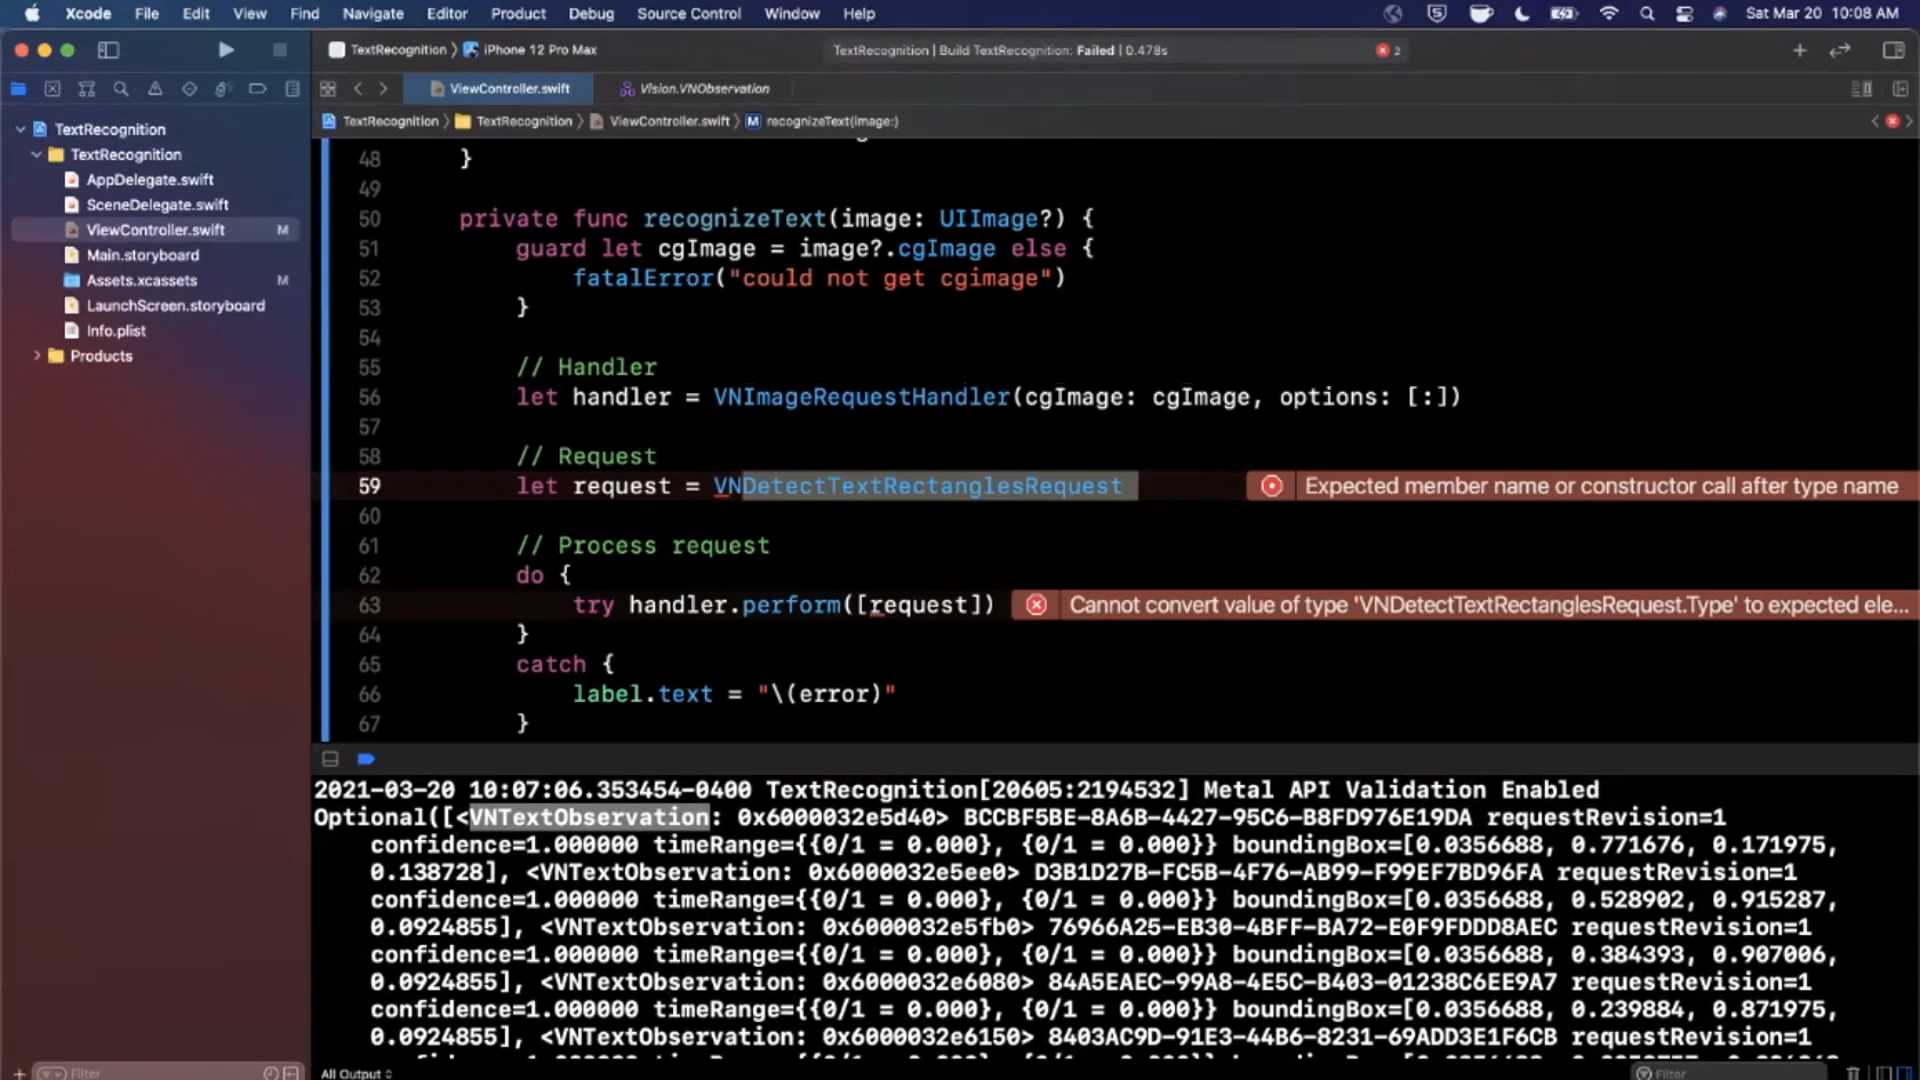 Xcode File Edit View Find Navigate Editor Product Debug Source Control Window Help Sat Mar 20 10:08 AM
TextRecognition iPhone 12 Pro Max TextRecognition | Build TextRecognition: Failed | 0.478s 2
ViewController.swift Vision.VNObservation
TextRecognition TextRecognition ViewController.swift M recognizeText(image:)
TextRecognition
TextRecognition
AppDelegate.swift
SceneDelegate.swift
ViewController.swift M
Main.storyboard
Assets.xcassets M
LaunchScreen.storyboard
Info.plist
Products
48 }
49
50 private func recognizeText(image: UIImage?) {
51 guard let cgImage = image?.cgImage else {
52 fatalError("could not get cgimage")
53 }
54
55 // Handler
56 let handler = VNImageRequestHandler(cgImage: cgImage, options: [:])
57
58 // Request
59 let request = VNDetectTextRectanglesRequest Expected member name or constructor call after type name
60
61 // Process request
62 do {
63 try handler.perform([request]) Cannot convert value of type 'VNDetectTextRectanglesRequest.Type' to expected ele...
64 }
65 catch {
66 label.text = "\(error)"
67 }
2021-03-20 10:07:06.353454-0400 TextRecognition[20605:2194532] Metal API Validation Enabled
Optional([<VNTextObservation: 0x6000032e5d40> BCCBF5BE-8A6B-4427-95C6-B8FD976E19DA requestRevision=1
confidence=1.000000 timeRange={{0/1 = 0.000}, {0/1 = 0.000}} boundingBox=[0.0356688, 0.771676, 0.171975,
0.138728], <VNTextObservation: 0x6000032e5ee0> D3B1D27B-FC5B-4F76-AB99-F99EF7BD96FA requestRevision=1
confidence=1.000000 timeRange={{0/1 = 0.000}, {0/1 = 0.000}} boundingBox=[0.0356688, 0.528902, 0.915287,
0.0924855], <VNTextObservation: 0x6000032e5fb0> 76966A25-EB30-4BFF-BA72-E0F9FDDD8AEC requestRevision=1
confidence=1.000000 timeRange={{0/1 = 0.000}, {0/1 = 0.000}} boundingBox=[0.0356688, 0.384393, 0.907006,
0.0924855], <VNTextObservation: 0x6000032e6080> 84A5EAEC-99A8-4E5C-B403-01238C6EE9A7 requestRevision=1
confidence=1.000000 timeRange={{0/1 = 0.000}, {0/1 = 0.000}} boundingBox=[0.0356688, 0.239884, 0.871975,
0.0924855], <VNTextObservation: 0x6000032e6150> 8403AC9D-91E3-44B6-8231-69ADD3E1F6CB requestRevision=1
Filter All Output Filter